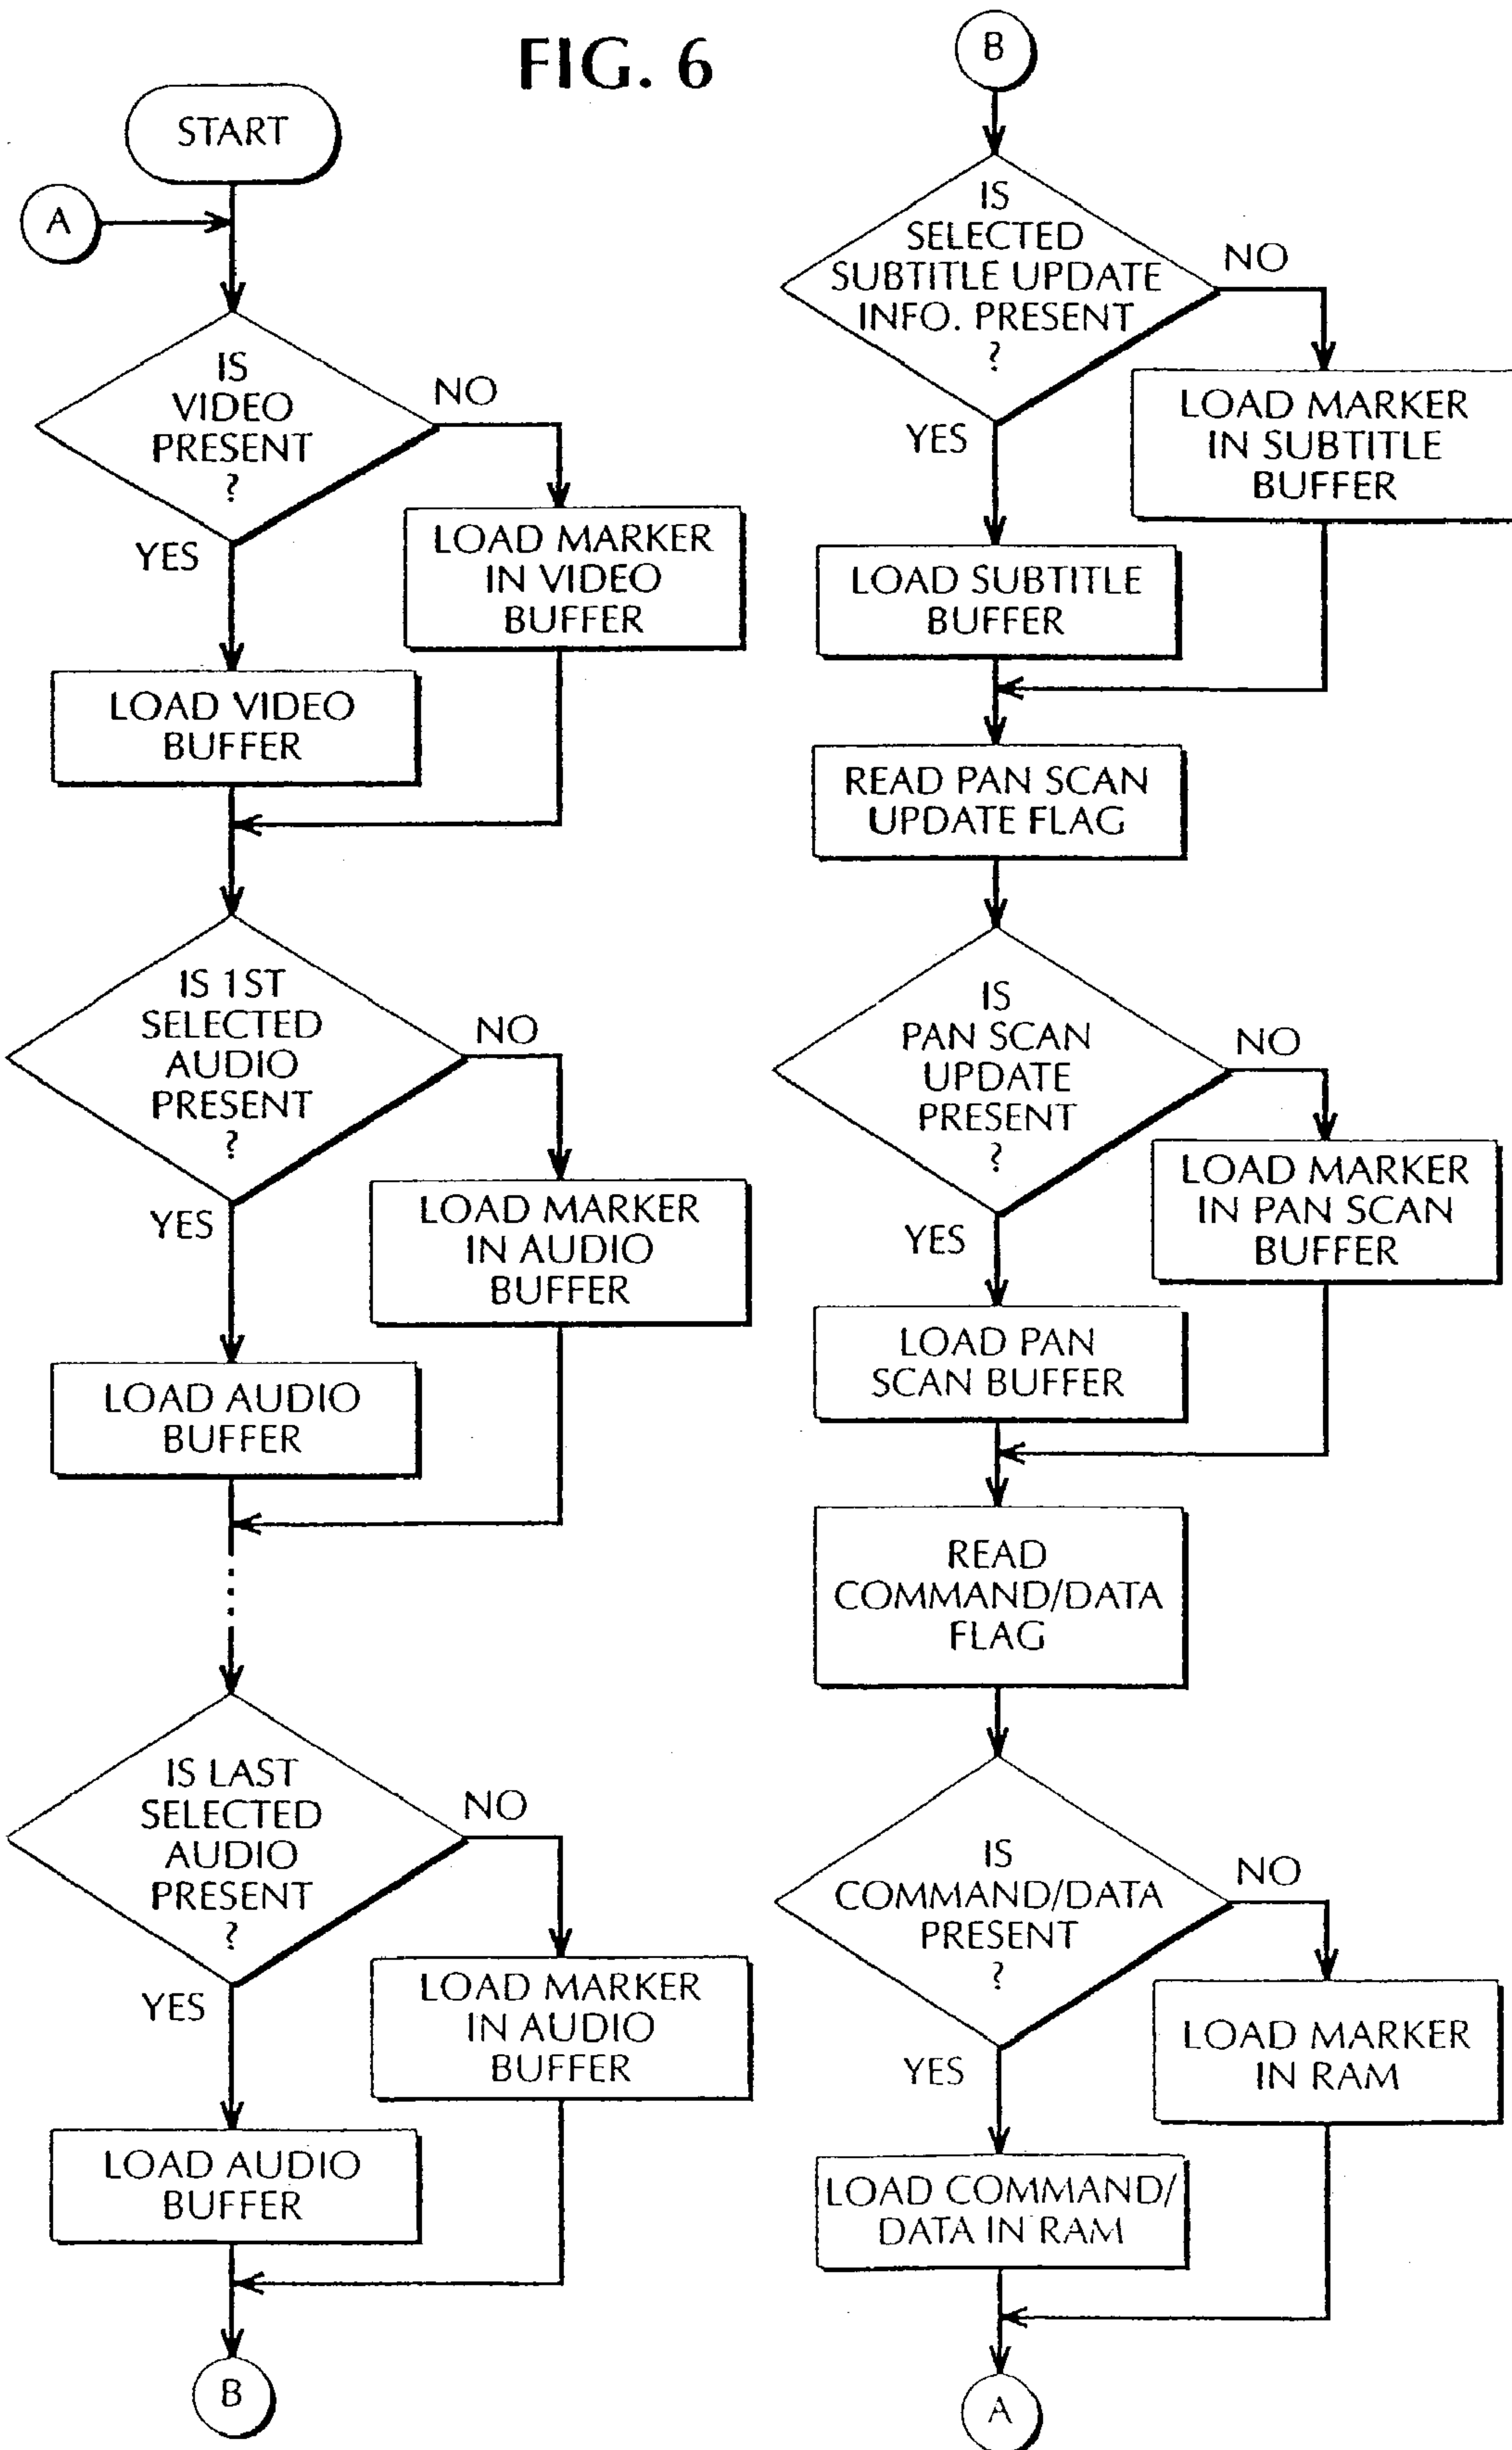 FIG. 6
START
A
IS
VIDEO
PRESENT
?
NO
YES
LOAD MARKER
IN VIDEO
BUFFER
LOAD VIDEO
BUFFER
IS 1ST
SELECTED
AUDIO
PRESENT
?
NO
YES
LOAD MARKER
IN AUDIO
BUFFER
LOAD AUDIO
BUFFER
IS LAST
SELECTED
AUDIO
PRESENT
?
NO
YES
LOAD MARKER
IN AUDIO
BUFFER
LOAD AUDIO
BUFFER
B
B
IS
SELECTED
SUBTITLE UPDATE
INFO. PRESENT
?
NO
YES
LOAD MARKER
IN SUBTITLE
BUFFER
LOAD SUBTITLE
BUFFER
READ PAN SCAN
UPDATE FLAG
IS
PAN SCAN
UPDATE
PRESENT
?
NO
YES
LOAD MARKER
IN PAN SCAN
BUFFER
LOAD PAN
SCAN BUFFER
READ
COMMAND/DATA
FLAG
IS
COMMAND/DATA
PRESENT
?
NO
YES
LOAD MARKER
IN RAM
LOAD COMMAND/
DATA IN RAM
A